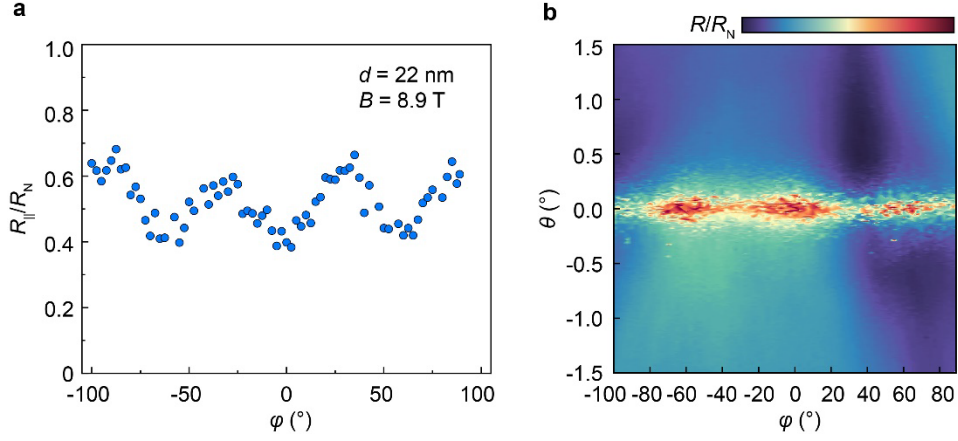 a
1.0
0.8
0.6
0.4
0.2
0
R||/RN
d = 22 nm
B = 8.9 T
-100
-50
0
50
100
φ (°)
b
R/RN
1.5
1.0
0.5
0.0
-0.5
-1.0
-1.5
θ (°)
-100 -80 -60 -40 -20 0 20 40 60 80
φ (°)